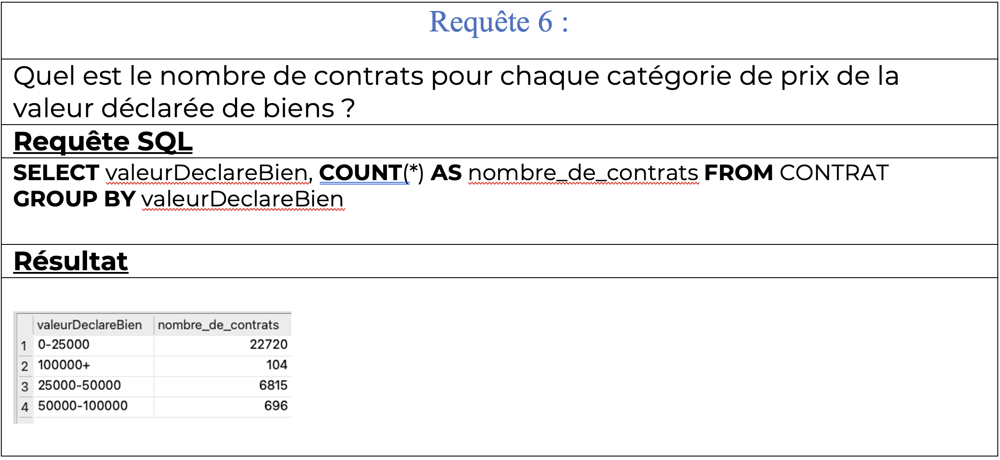 Requête 6 :
Quel est le nombre de contrats pour chaque catégorie de prix de la
valeur déclarée de biens ?
Requête SQL
SELECT valeurDeclareBien, COUNT(*) AS nombre_de_contrats FROM CONTRAT
GROUP BY valeurDeclareBien
Résultat
valeurDeclareBien nombre_de_contrats
1 0-25000 22720
2 100000+ 104
3 25000-50000 6815
4 50000-100000 696